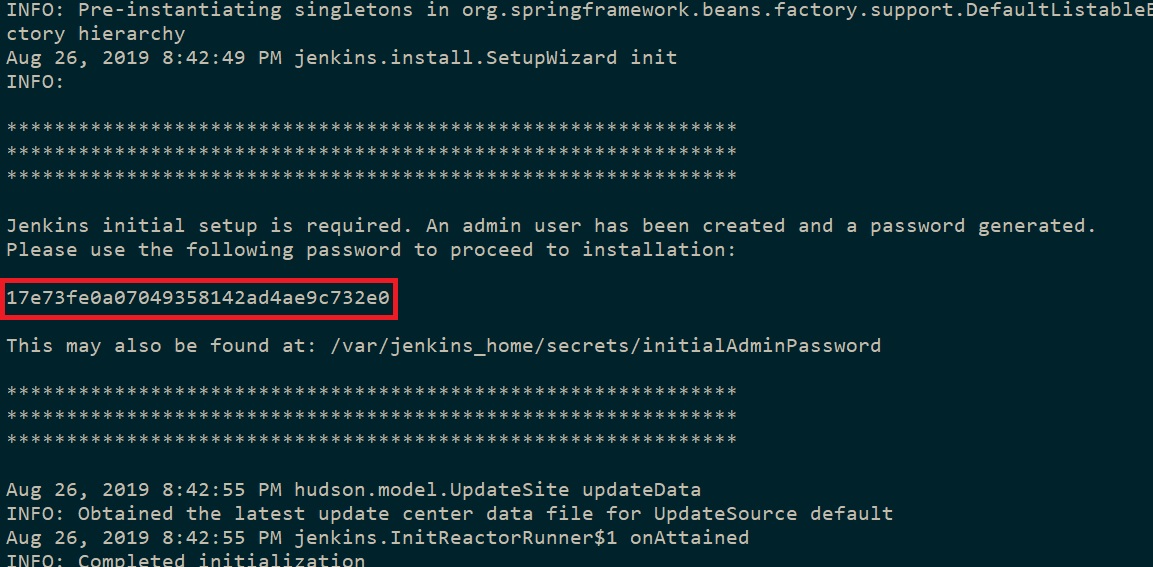 INFO: Pre-instantiating singletons in org.springframework.beans.factory.support.DefaultListableB
ctory hierarchy
Aug 26, 2019 8:42:49 PM jenkins.install.SetupWizard init
INFO:
*************************************************************
*************************************************************
*************************************************************
Jenkins initial setup is required. An admin user has been created and a password generated.
Please use the following password to proceed to installation:
17e73fe0a07049358142ad4ae9c732e0
This may also be found at: /var/jenkins_home/secrets/initialAdminPassword
*************************************************************
*************************************************************
*************************************************************
Aug 26, 2019 8:42:55 PM hudson.model.UpdateSite updateData
INFO: Obtained the latest update center data file for UpdateSource default
Aug 26, 2019 8:42:55 PM jenkins.InitReactorRunner$1 onAttained
INFO: Completed initialization